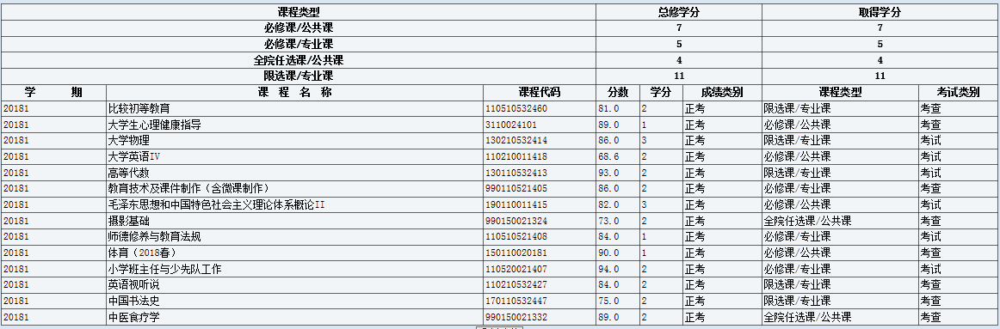 课程类型 总修学分 取得学分
必修课/公共课 7 7
必修课/专业课 5 5
全院任选课/公共课 4 4
限选课/专业课 11 11
学 期 课 程 名 称 课程代码 分数 学分 成绩类别 课程类型 考试类别
20181 比较初等教育 110510532460 81.0 2 正考 限选课/专业课 考查
20181 大学生心理健康指导 3110024101 89.0 1 正考 必修课/公共课 考查
20181 大学物理 130210532414 86.0 3 正考 限选课/专业课 考试
20181 大学英语IV 110210011418 68.6 2 正考 必修课/公共课 考试
20181 高等代数 130110532413 93.0 2 正考 限选课/专业课 考试
20181 教育技术及课件制作（含微课制作） 990110521405 86.0 2 正考 必修课/专业课 考查
20181 毛泽东思想和中国特色社会主义理论体系概论II 190110011415 82.0 3 正考 必修课/公共课 考试
20181 摄影基础 990150021324 73.0 2 正考 全院任选课/公共课 考查
20181 师德修养与教育法规 110510521408 84.0 1 正考 必修课/专业课 考试
20181 体育（2018春） 150110020181 90.0 1 正考 必修课/公共课 考查
20181 小学班主任与少先队工作 110520021407 94.0 2 正考 必修课/专业课 考试
20181 英语视听说 110210532427 84.0 2 正考 限选课/专业课 考查
20181 中国书法史 170110532447 75.0 2 正考 限选课/专业课 考查
20181 中医食疗学 990150021332 89.0 2 正考 全院任选课/公共课 考查